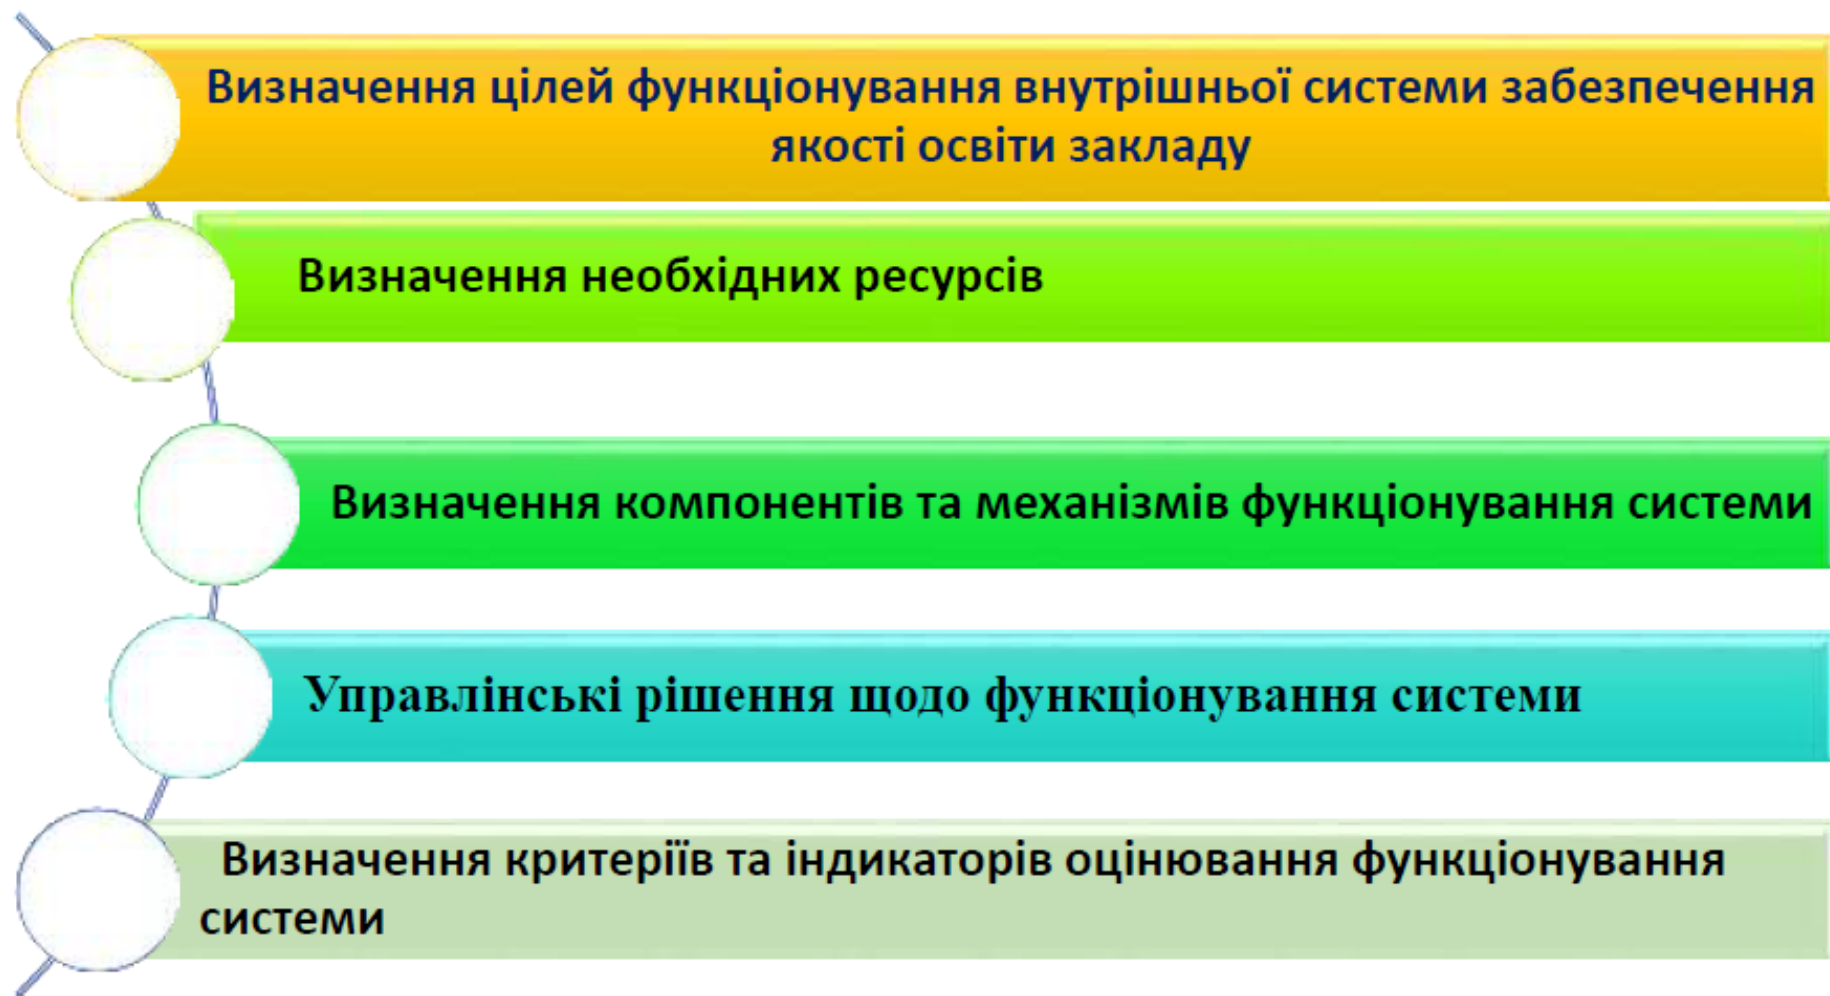 Визначення цілей функціонування внутрішньої системи забезпечення
якості освіти закладу
Визначення необхідних ресурсів
Визначення компонентів та механізмів функціонування системи
Управлінські рішення щодо функціонування системи
Визначення критеріїв та індикаторів оцінювання функціонування
системи